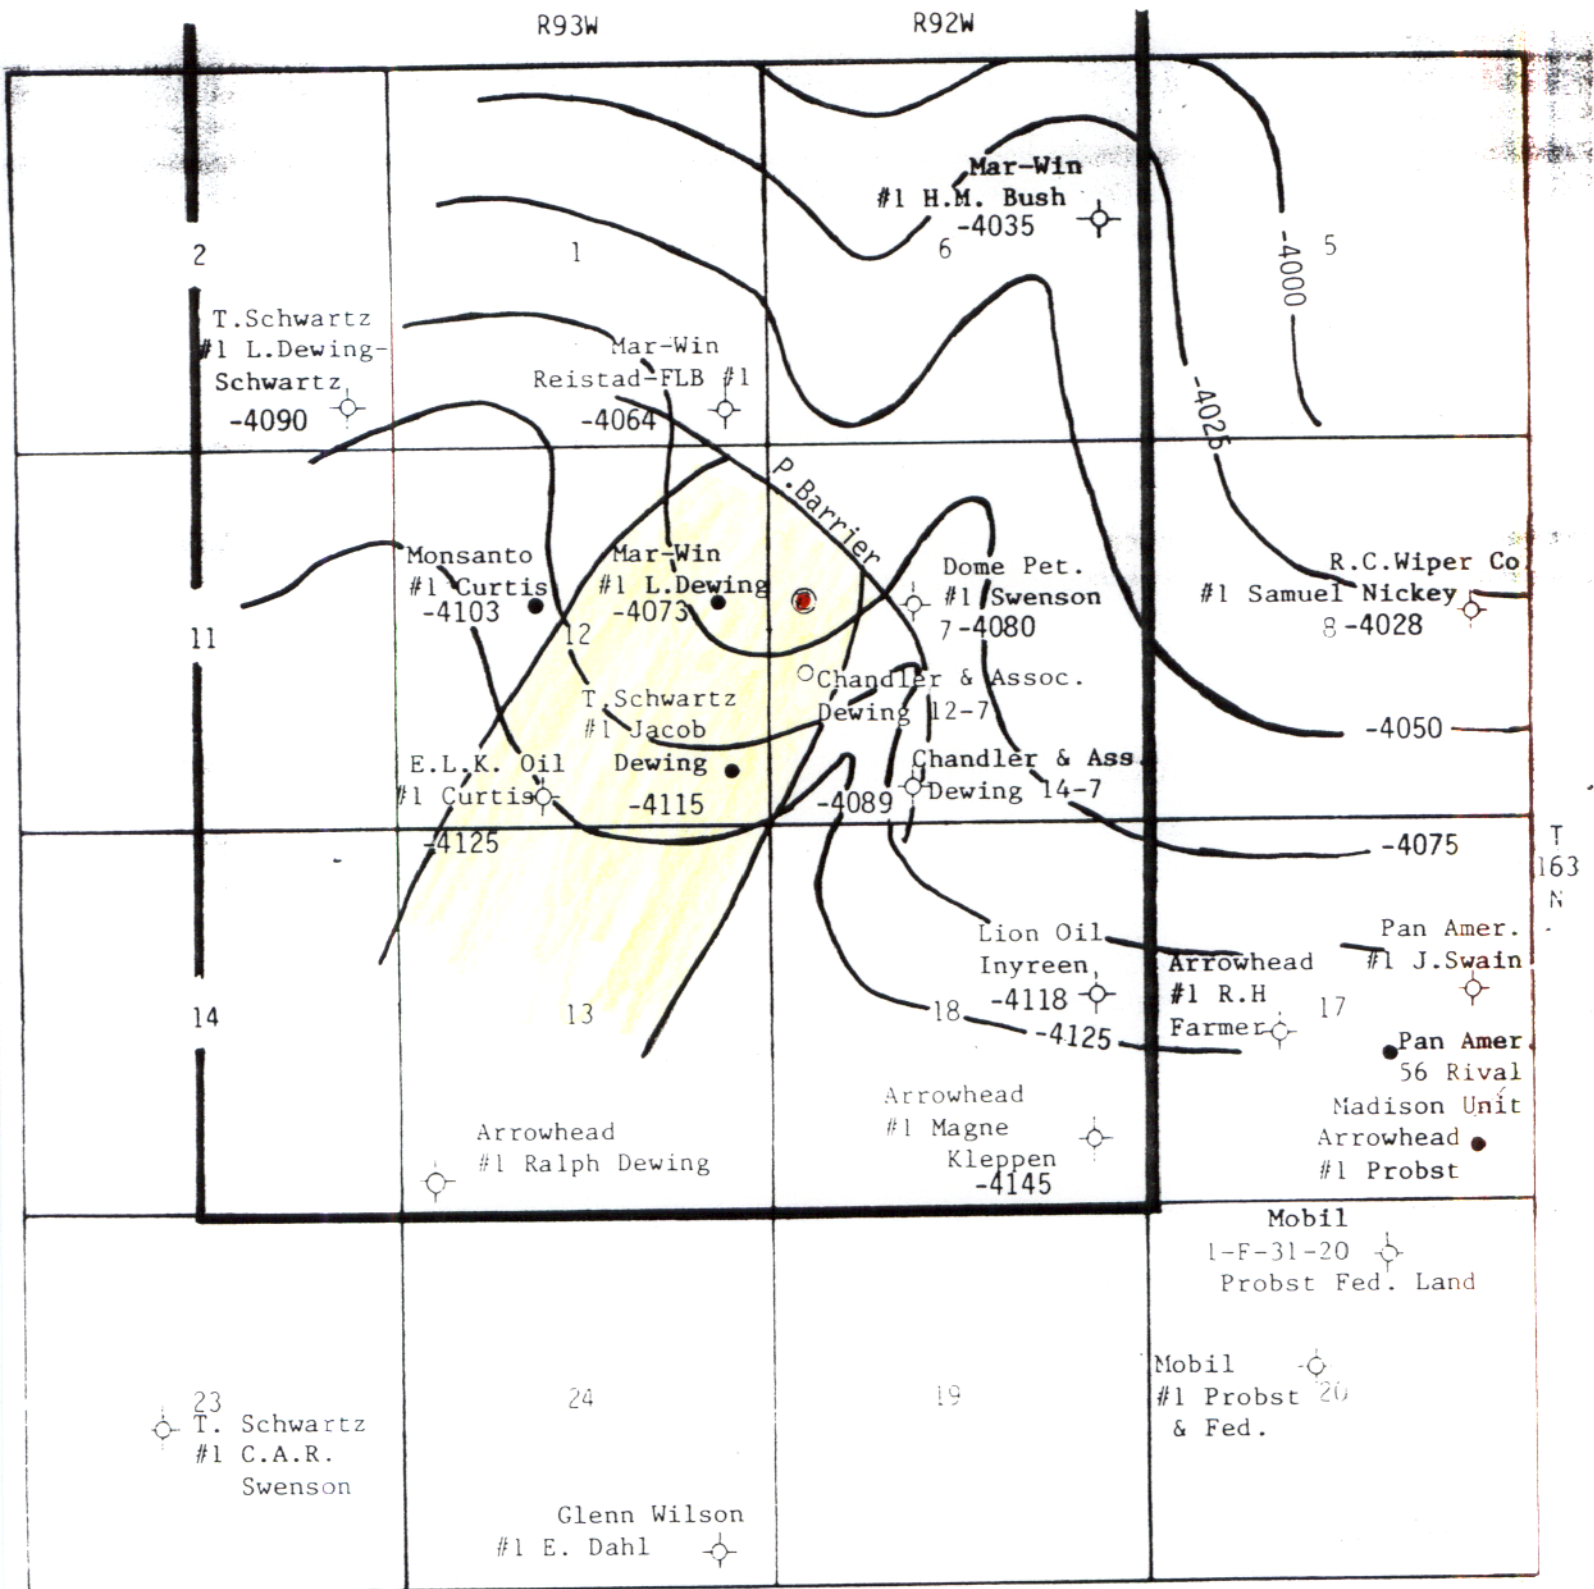 R93W
R92W
Mar-Win
#1 H.M. Bush
-4035
6
2
1
5
-4000
T.Schwartz
#1 L.Dewing-
Schwartz
-4090
Mar-Win
Reistad-FLB #1
-4064
-4025
P.Barrier
Monsanto
#1 Curtis
-4103
Mar-Win
#1 L.Dewing
-4073
Dome Pet.
#1 Swenson
7 -4080
R.C.Wiper Co
#1 Samuel Nickey
8 -4028
11
12
T.Schwartz
#1 Jacob
Dewing
-4115
Chandler & Assoc.
Dewing 12-7
-4050
E.L.K. Oil
#1 Curtis
-4125
Chandler & Ass.
Dewing 14-7
-4089
-4075
T
163
N
Lion Oil
Inyreen
-4118
Arrowhead
#1 R.H
Farmer
Pan Amer.
#1 J.Swain
14
13
18
17
-4125
Pan Amer
56 Rival
Madison Unit
Arrowhead
#1 Probst
Arrowhead
#1 Ralph Dewing
Arrowhead
#1 Magne
Kleppen
-4145
Mobil
1-F-31-20
Probst Fed. Land
23
T. Schwartz
#1 C.A.R.
Swenson
24
19
Mobil
#1 Probst 20
& Fed.
Glenn Wilson
#1 E. Dahl